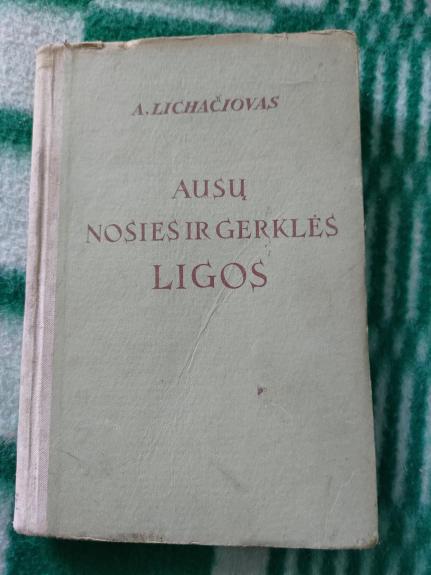 A. LICHAČIOVAS
AUSŲ
NOSIES IR GERKLĖS
LIGOS